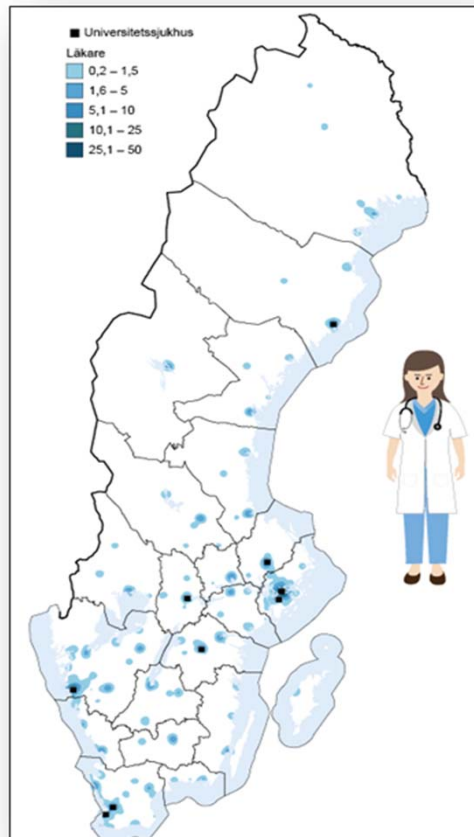 Universitetssjukhus
Läkare
0,2 – 1,5
1,6 – 5
5,1 – 10
10,1 – 25
25,1 – 50